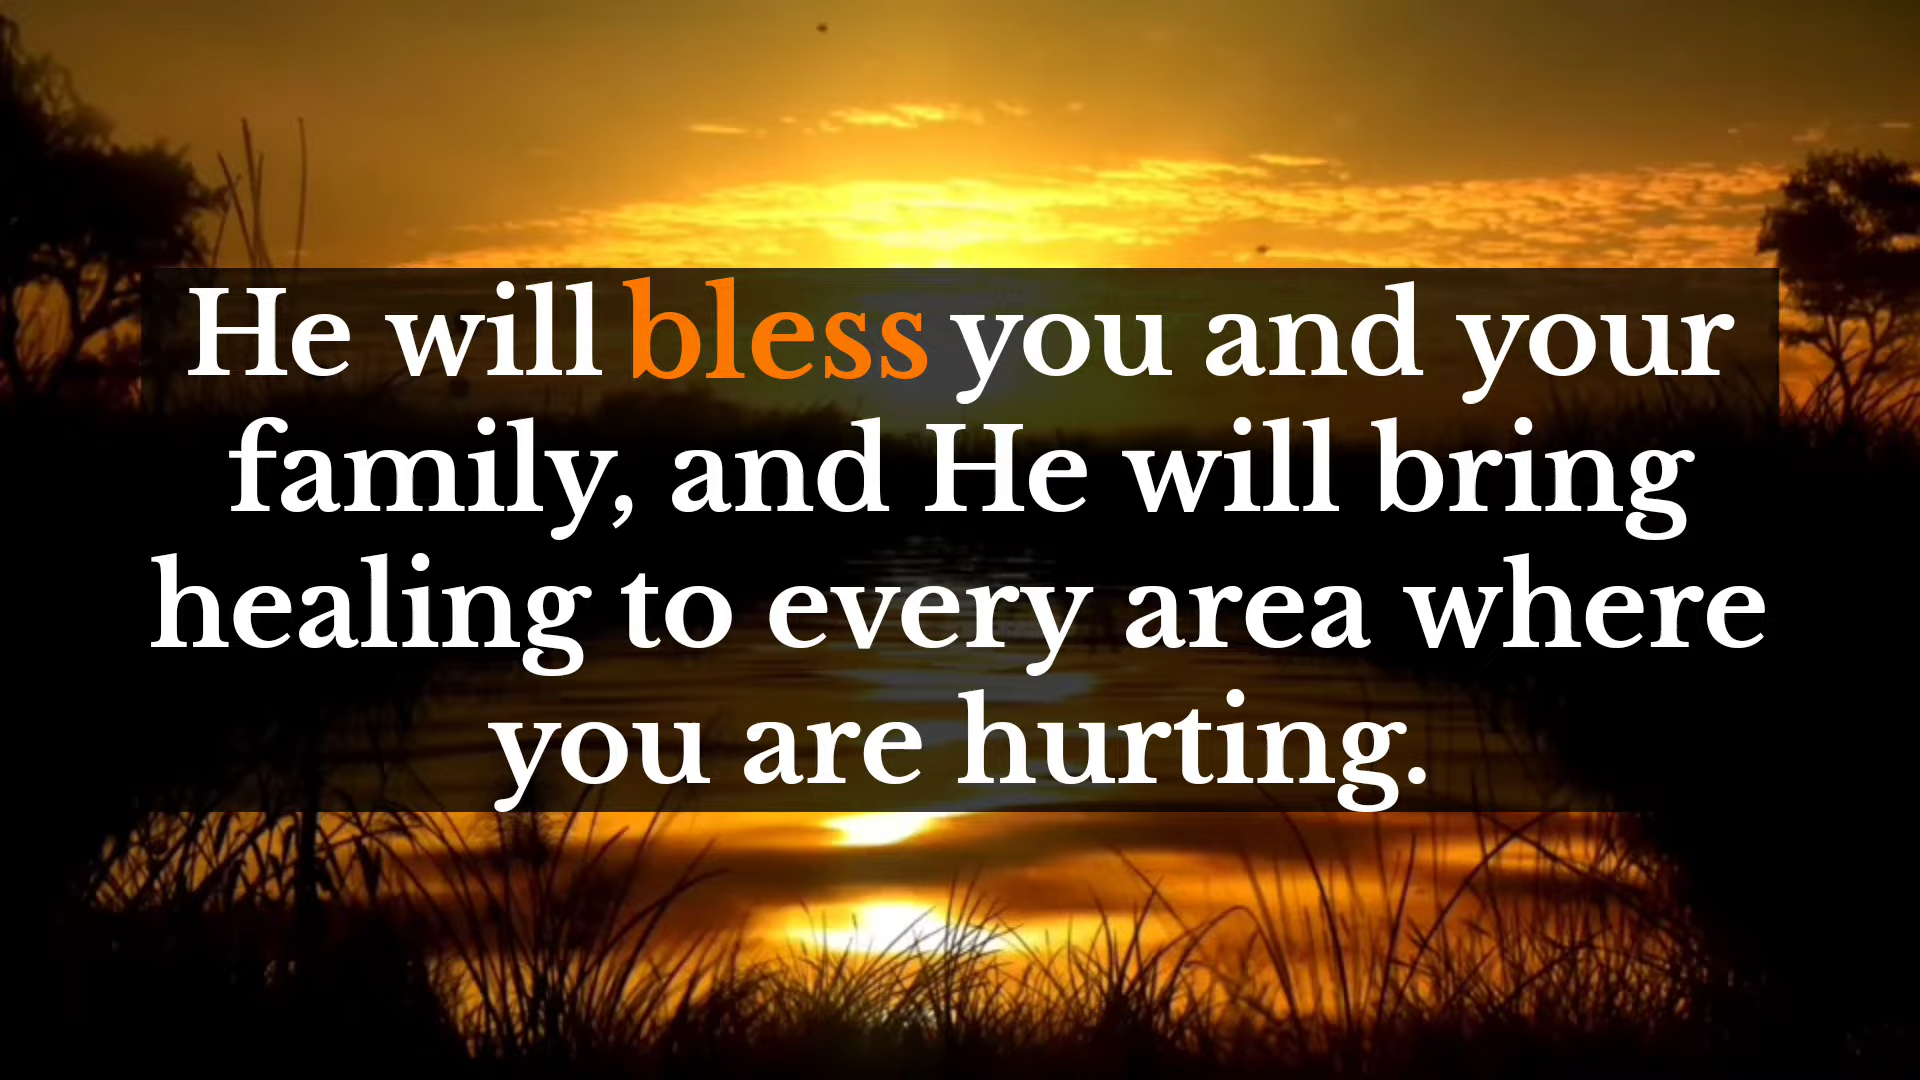 He will bless you and your
family, and He will bring
healing to every area where
you are hurting.